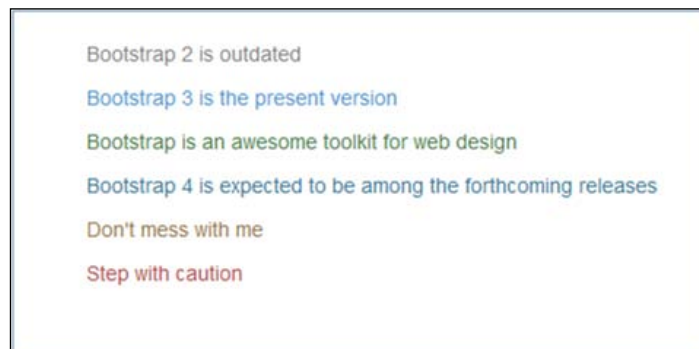 Bootstrap 2 is outdated
Bootstrap 3 is the present version
Bootstrap is an awesome toolkit for web design
Bootstrap 4 is expected to be among the forthcoming releases
Don't mess with me
Step with caution